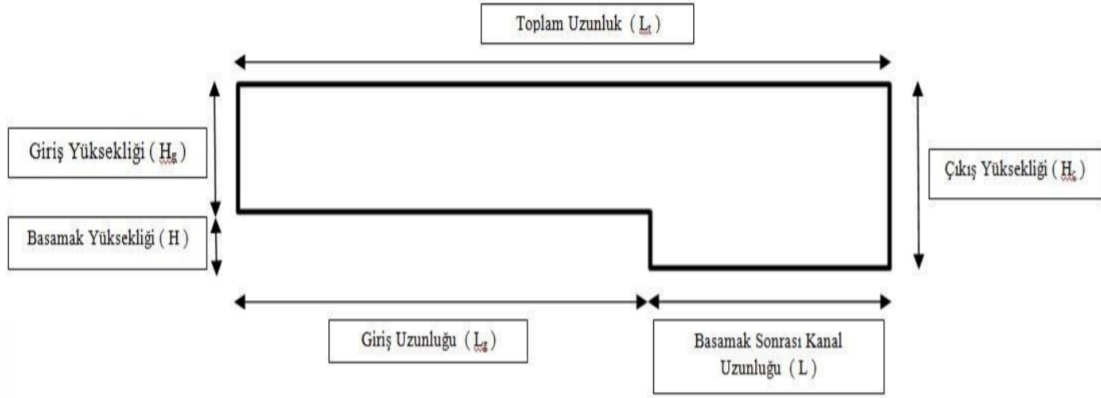 Toplam Uzunluk ( Lt )
Giriş Yüksekliği ( Hg )
Çıkış Yüksekliği ( Hç )
Basamak Yüksekliği ( H )
Giriş Uzunluğu ( Lg )
Basamak Sonrası Kanal
Uzunluğu ( L )